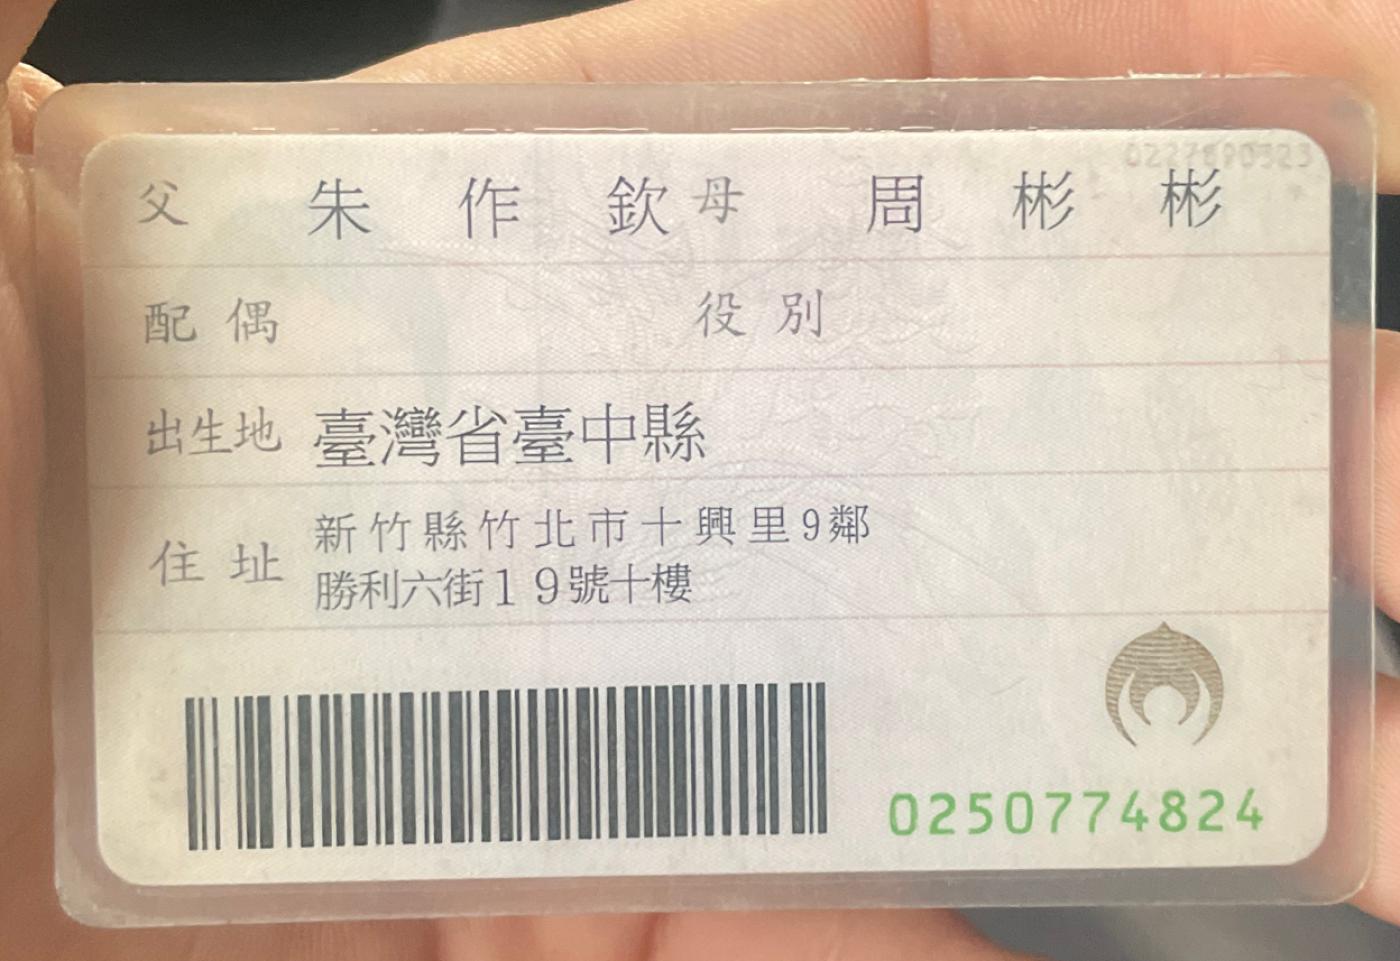 父 朱作欽 母 周彬彬
配偶 役別
出生地 臺灣省臺中縣
住址 新竹縣竹北市十興里9鄰
勝利六街19號十樓
0250774824